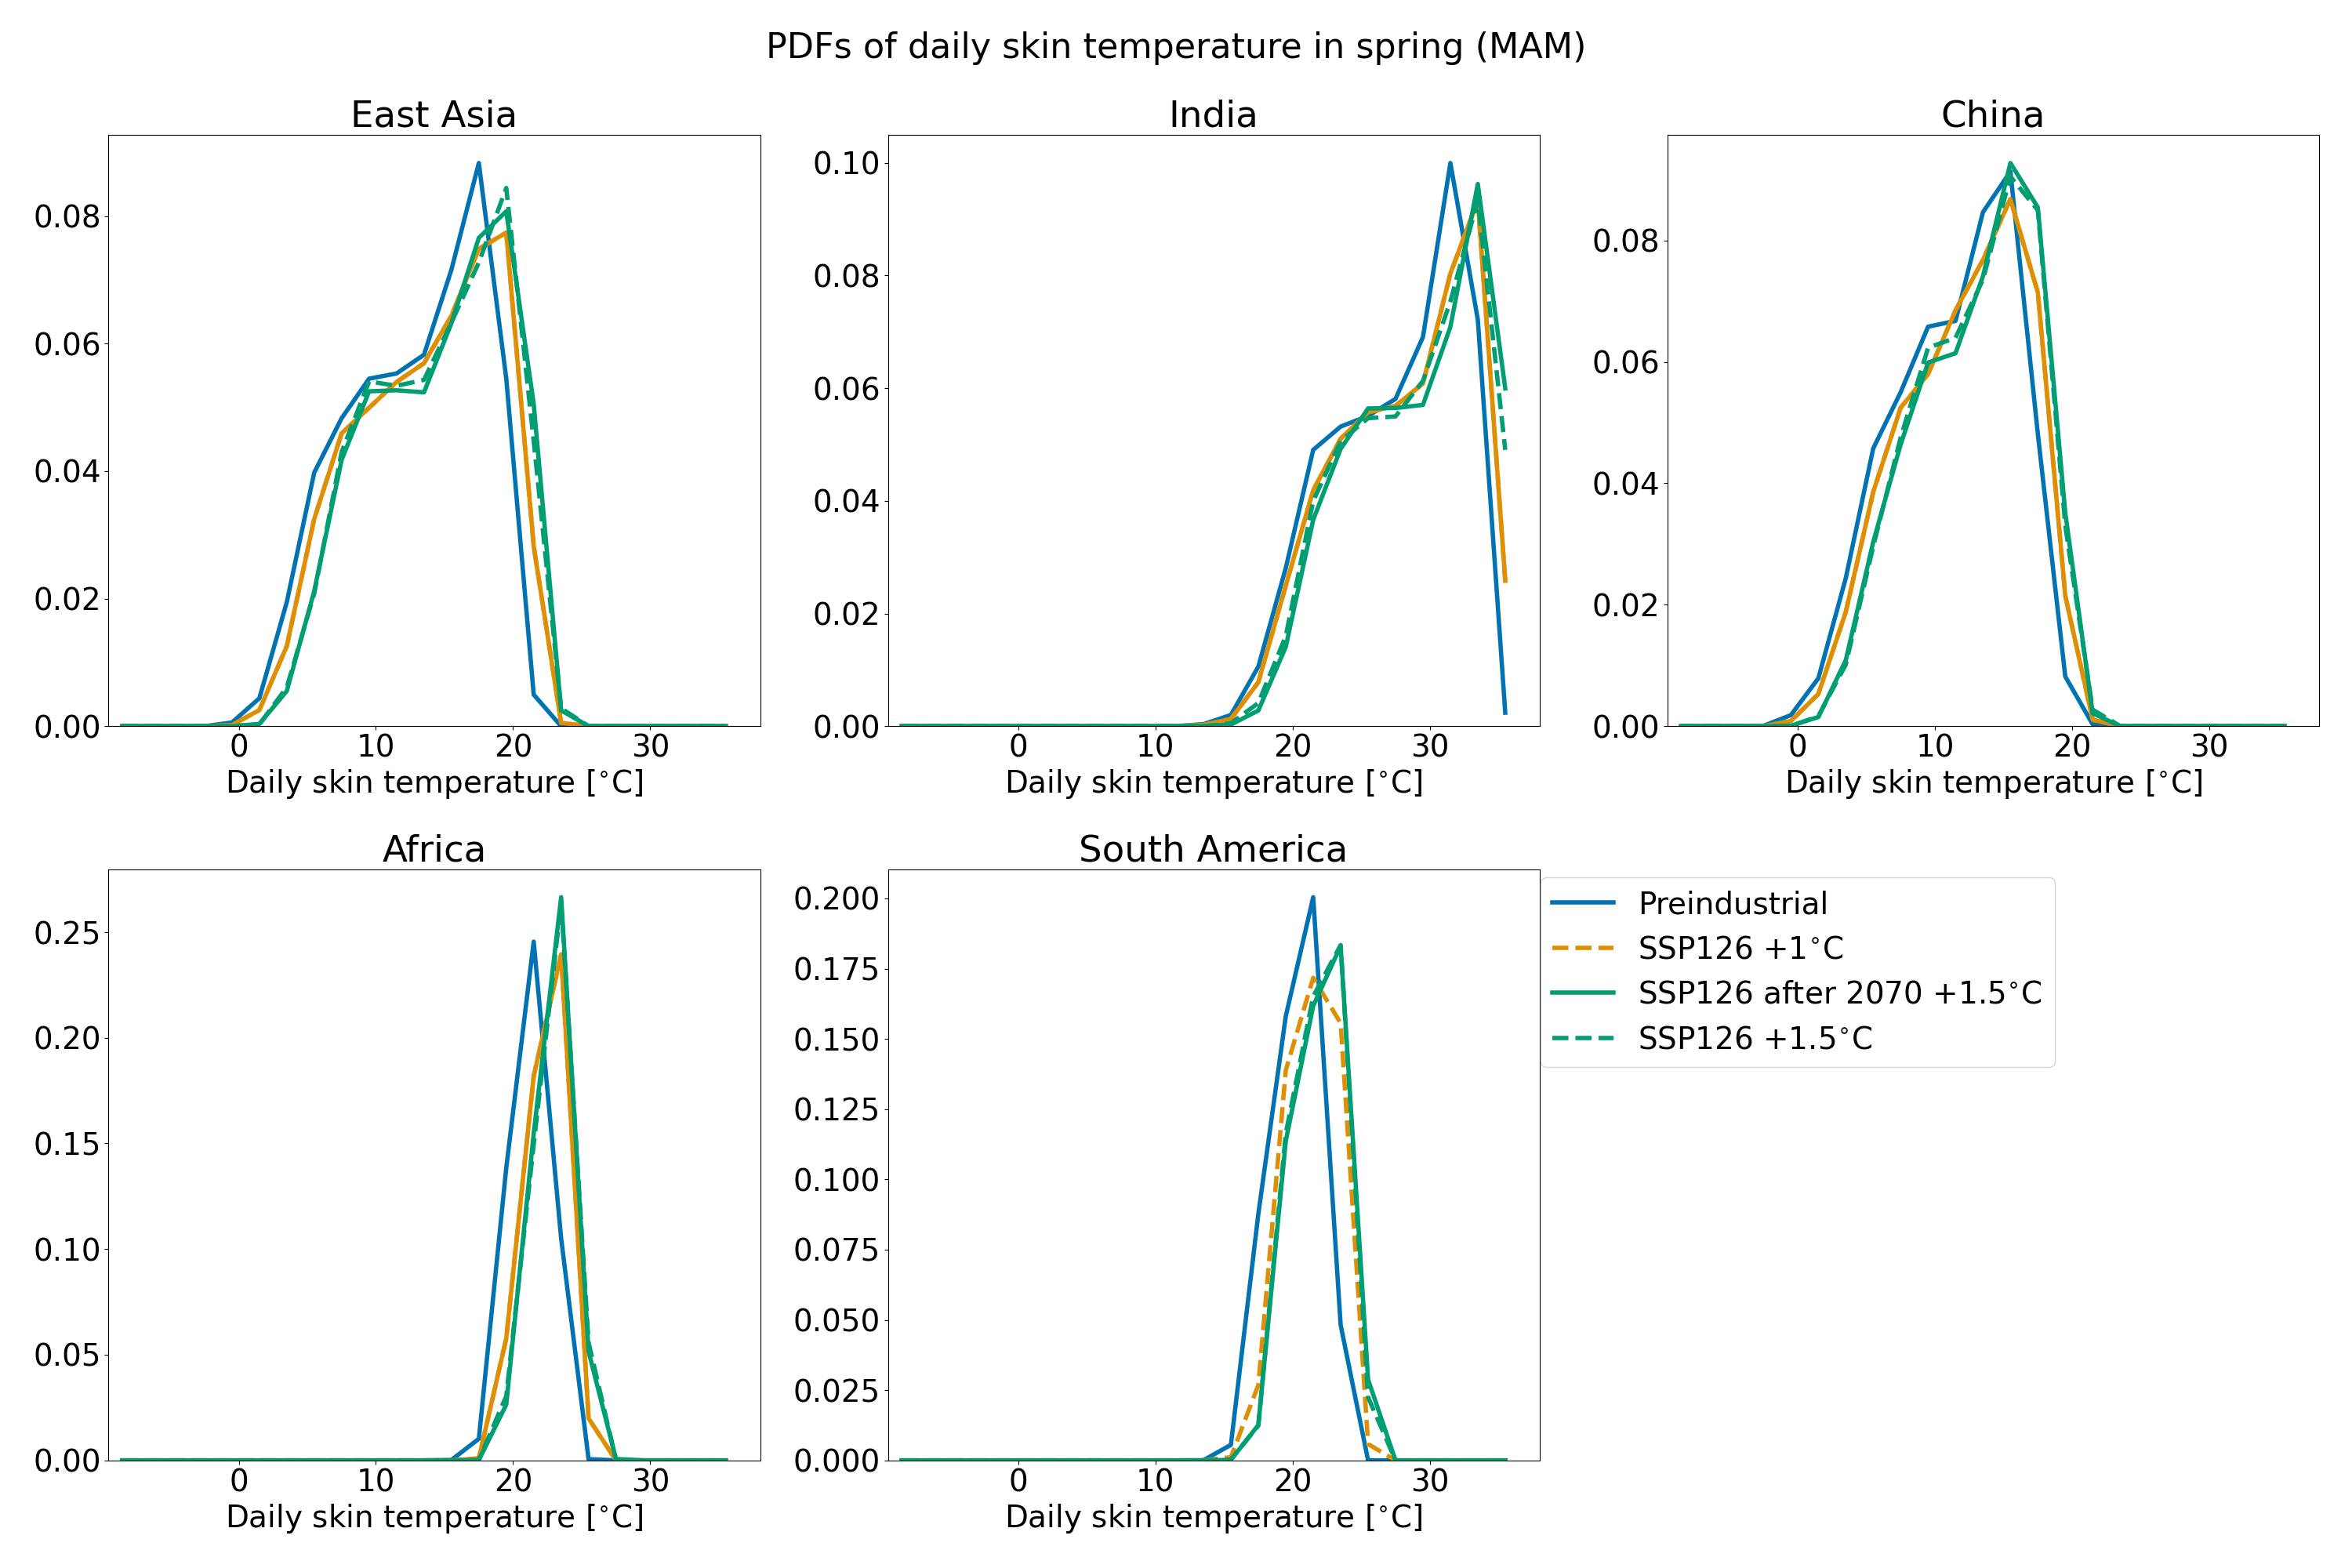 PDFs of daily skin temperature in spring (MAM)
East Asia
0.08
0.06
0.04
0.02
0.00
0 10 20 30
Daily skin temperature [°C]
India
0.10
0.08
0.06
0.04
0.02
0.00
0 10 20 30
Daily skin temperature [°C]
China
0.08
0.06
0.04
0.02
0.00
0 10 20 30
Daily skin temperature [°C]
Africa
0.25
0.20
0.15
0.10
0.05
0.00
0 10 20 30
Daily skin temperature [°C]
South America
0.200
0.175
0.150
0.125
0.100
0.075
0.050
0.025
0.000
0 10 20 30
Daily skin temperature [°C]
Preindustrial
SSP126 +1°C
SSP126 after 2070 +1.5°C
SSP126 +1.5°C